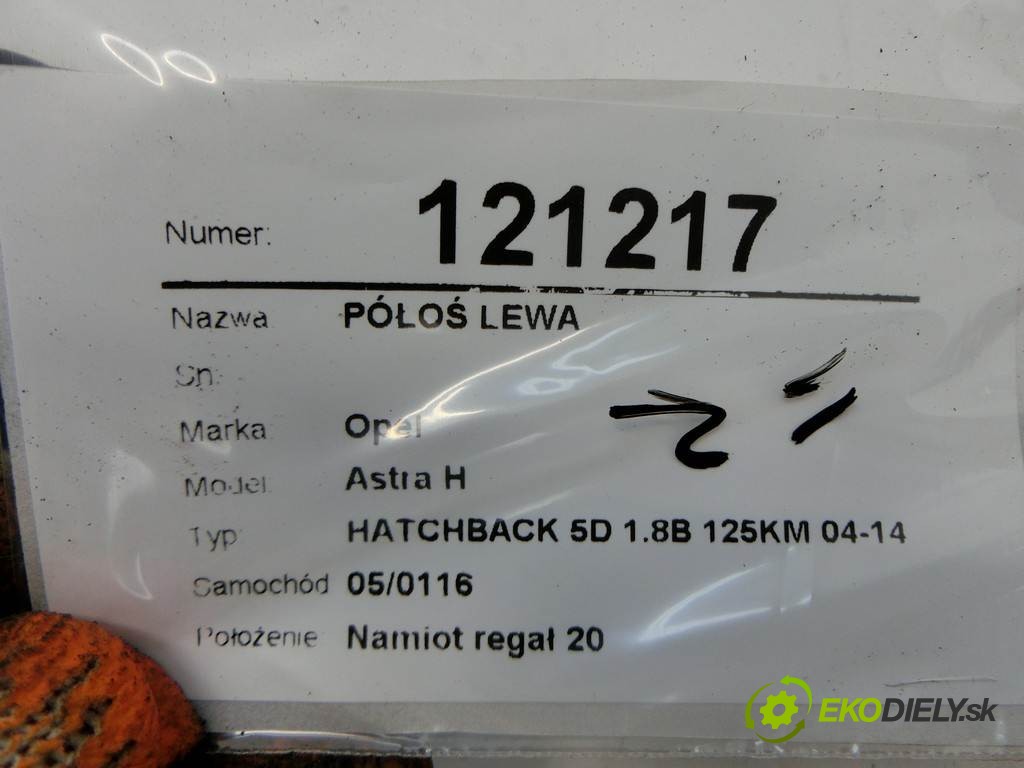 Numer: 121217
Nazwa PÓŁOŚ LEWA
Sn:
Marka Opel
Model Astra H
Typ HATCHBACK 5D 1.8B 125KM 04-14
Samochód 05/0116
Położenie Namiot regał 20
EKODIELY.sk